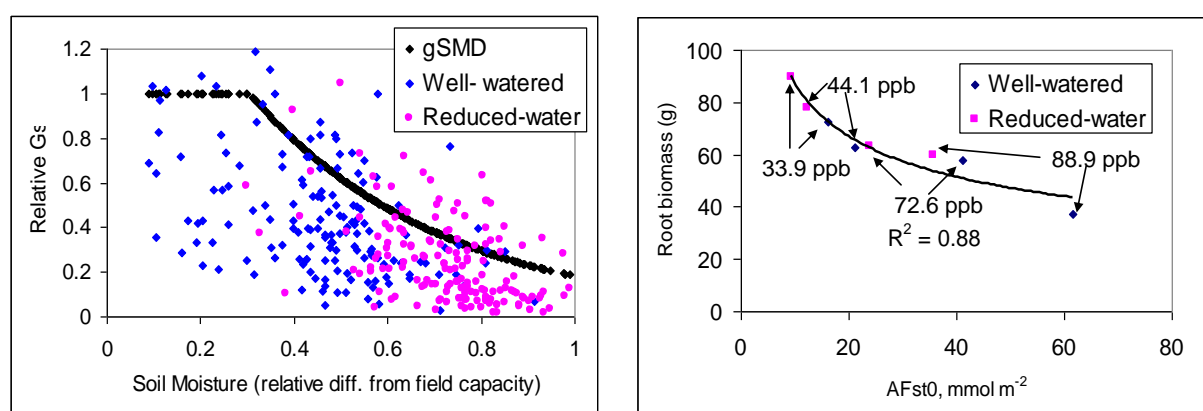 1.2
1
0.8
0.6
0.4
0.2
0
Relative Gs
gSMD
Well- watered
Reduced-water
0 0.2 0.4 0.6 0.8 1
Soil Moisture (relative diff. from field capacity)
100
80
60
40
20
0
Root biomass (g)
44.1 ppb
Well-watered
Reduced-water
33.9 ppb
88.9 ppb
72.6 ppb
R² = 0.88
0 20 40 60 80
AFst0, mmol m⁻²